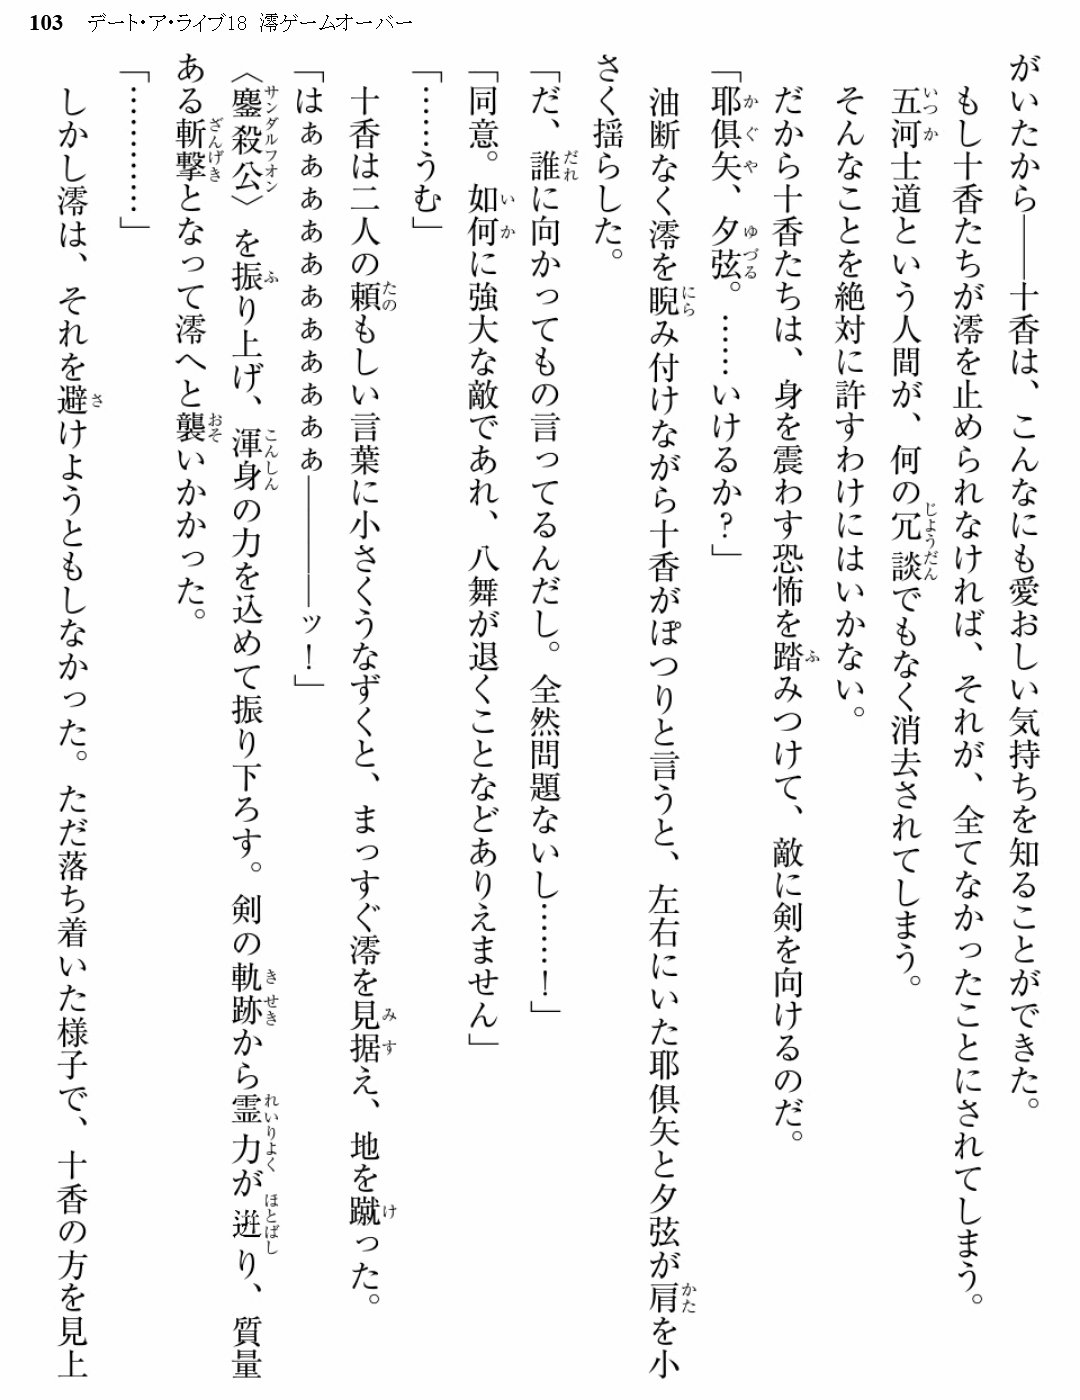 103 デート・ア・ライブ18 澪ゲームオーバー
がいたから――十香は、こんなにも愛おしい気持ちを知ることができた。
もし十香たちが澪を止められなければ、それが、全てなかったことにされてしまう。
五河士道という人間が、何の冗談でもなく消去されてしまう。
そんなことを絶対に許すわけにはいかない。
だから十香たちは、身を震わす恐怖を踏みつけて、敵に剣を向けるのだ。
「耶俱矢、夕弦。……いけるか?」
油断なく澪を睨み付けながら十香がぽつりと言うと、左右にいた耶俱矢と夕弦が肩を小
さく揺らした。
「だ、誰に向かってもの言ってるんだし。全然問題ないし……!」
「同意。如何に強大な敵であれ、八舞が退くことなどありえません」
「……うむ」
十香は二人の頼もしい言葉に小さくうなずくと、まっすぐ澪を見据え、地を蹴った。
「はぁぁぁぁぁぁぁぁぁぁぁ――――ッ!」
〈鏖殺公〉を振り上げ、渾身の力を込めて振り下ろす。剣の軌跡から霊力が迸り、質量
ある斬撃となって澪へと襲いかかった。
「…………」
しかし澪は、それを避けようともしなかった。ただ落ち着いた様子で、十香の方を見上